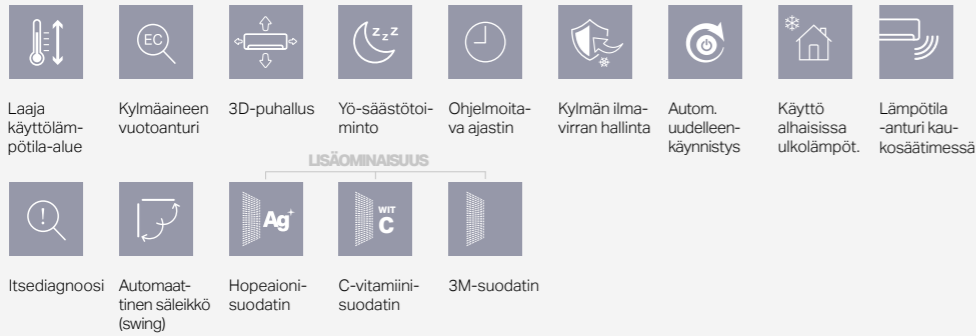 EC
zzz
Laaja
käyttöläm-
pötila-alue
Kylmäaineen
vuotoanturi
3D-puhallus
Yö-säästötoi-
minto
Ohjelmoita-
va ajastin
Kylmän ilma-
virran hallinta
Autom.
uudelleen-
käynnistys
Käyttö
alhaisissa
ulkolämpöt.
Lämpötila
-anturi kau-
kosäätimessä
LISÄOMINAISUUS
!
Ag+
WIT
C
Itsediagnoosi
Automaat-
tinen säleikkö
(swing)
Hopeaioni-
suodatin
C-vitamiini-
suodatin
3M-suodatin